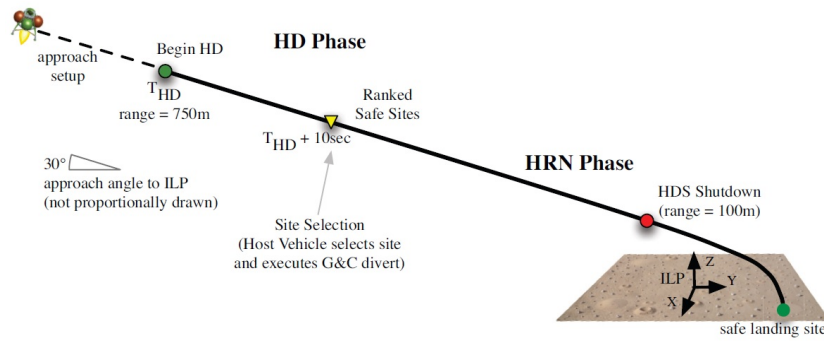 HD Phase
Begin HD
approach
setup
THD
range = 750m
Ranked
Safe Sites
THD + 10sec
30°
approach angle to ILP
(not proportionally drawn)
HRN Phase
HDS Shutdown
(range = 100m)
Site Selection
(Host Vehicle selects site
and executes G&C divert)
Z
ILP
Y
X
safe landing site